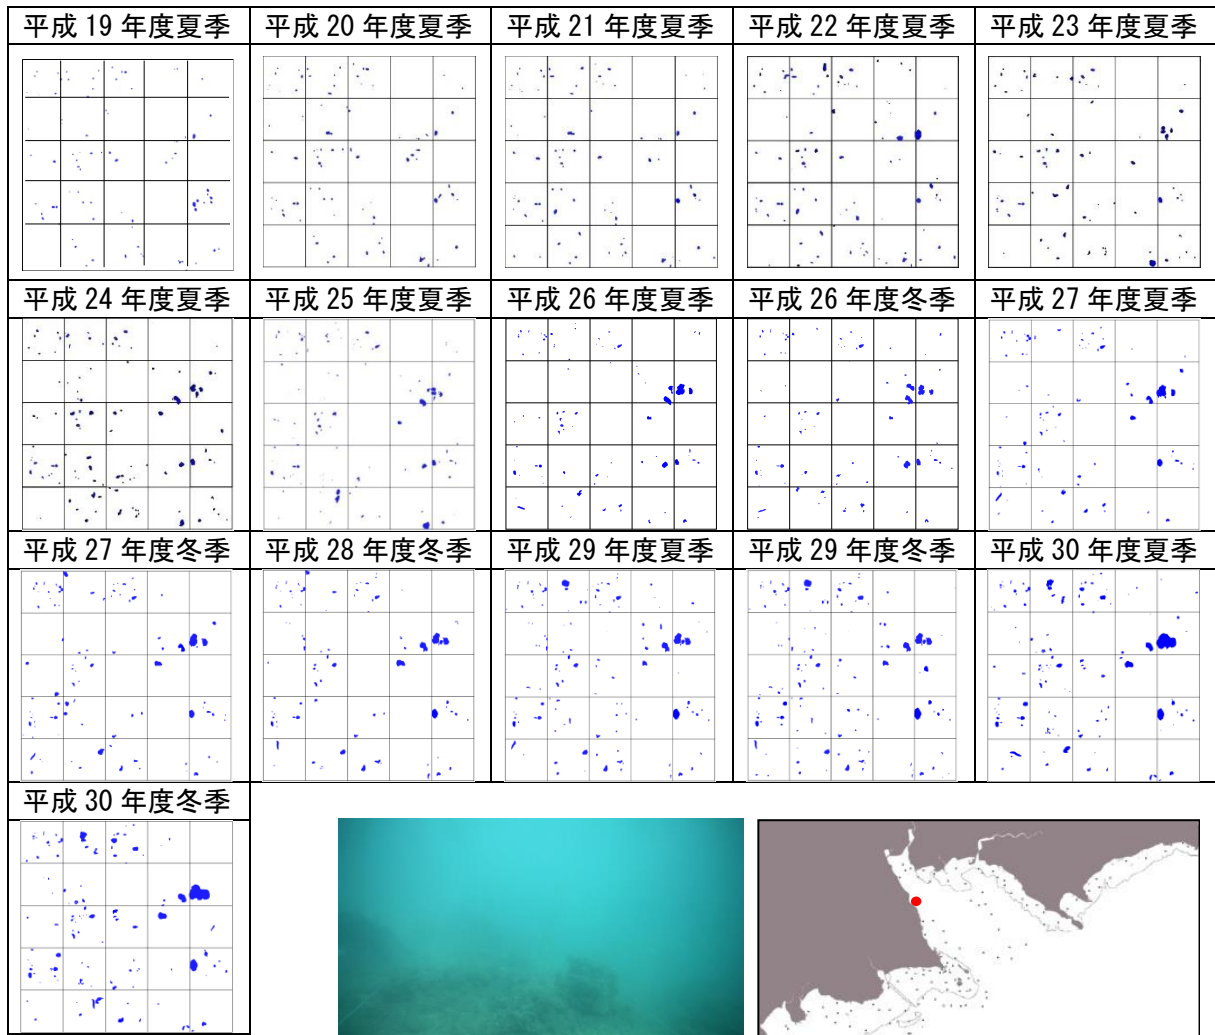 平成 19 年度夏季
平成 20 年度夏季
平成 21 年度夏季
平成 22 年度夏季
平成 23 年度夏季
平成 24 年度夏季
平成 25 年度夏季
平成 26 年度夏季
平成 26 年度冬季
平成 27 年度夏季
平成 27 年度冬季
平成 28 年度冬季
平成 29 年度夏季
平成 29 年度冬季
平成 30 年度夏季
平成 30 年度冬季